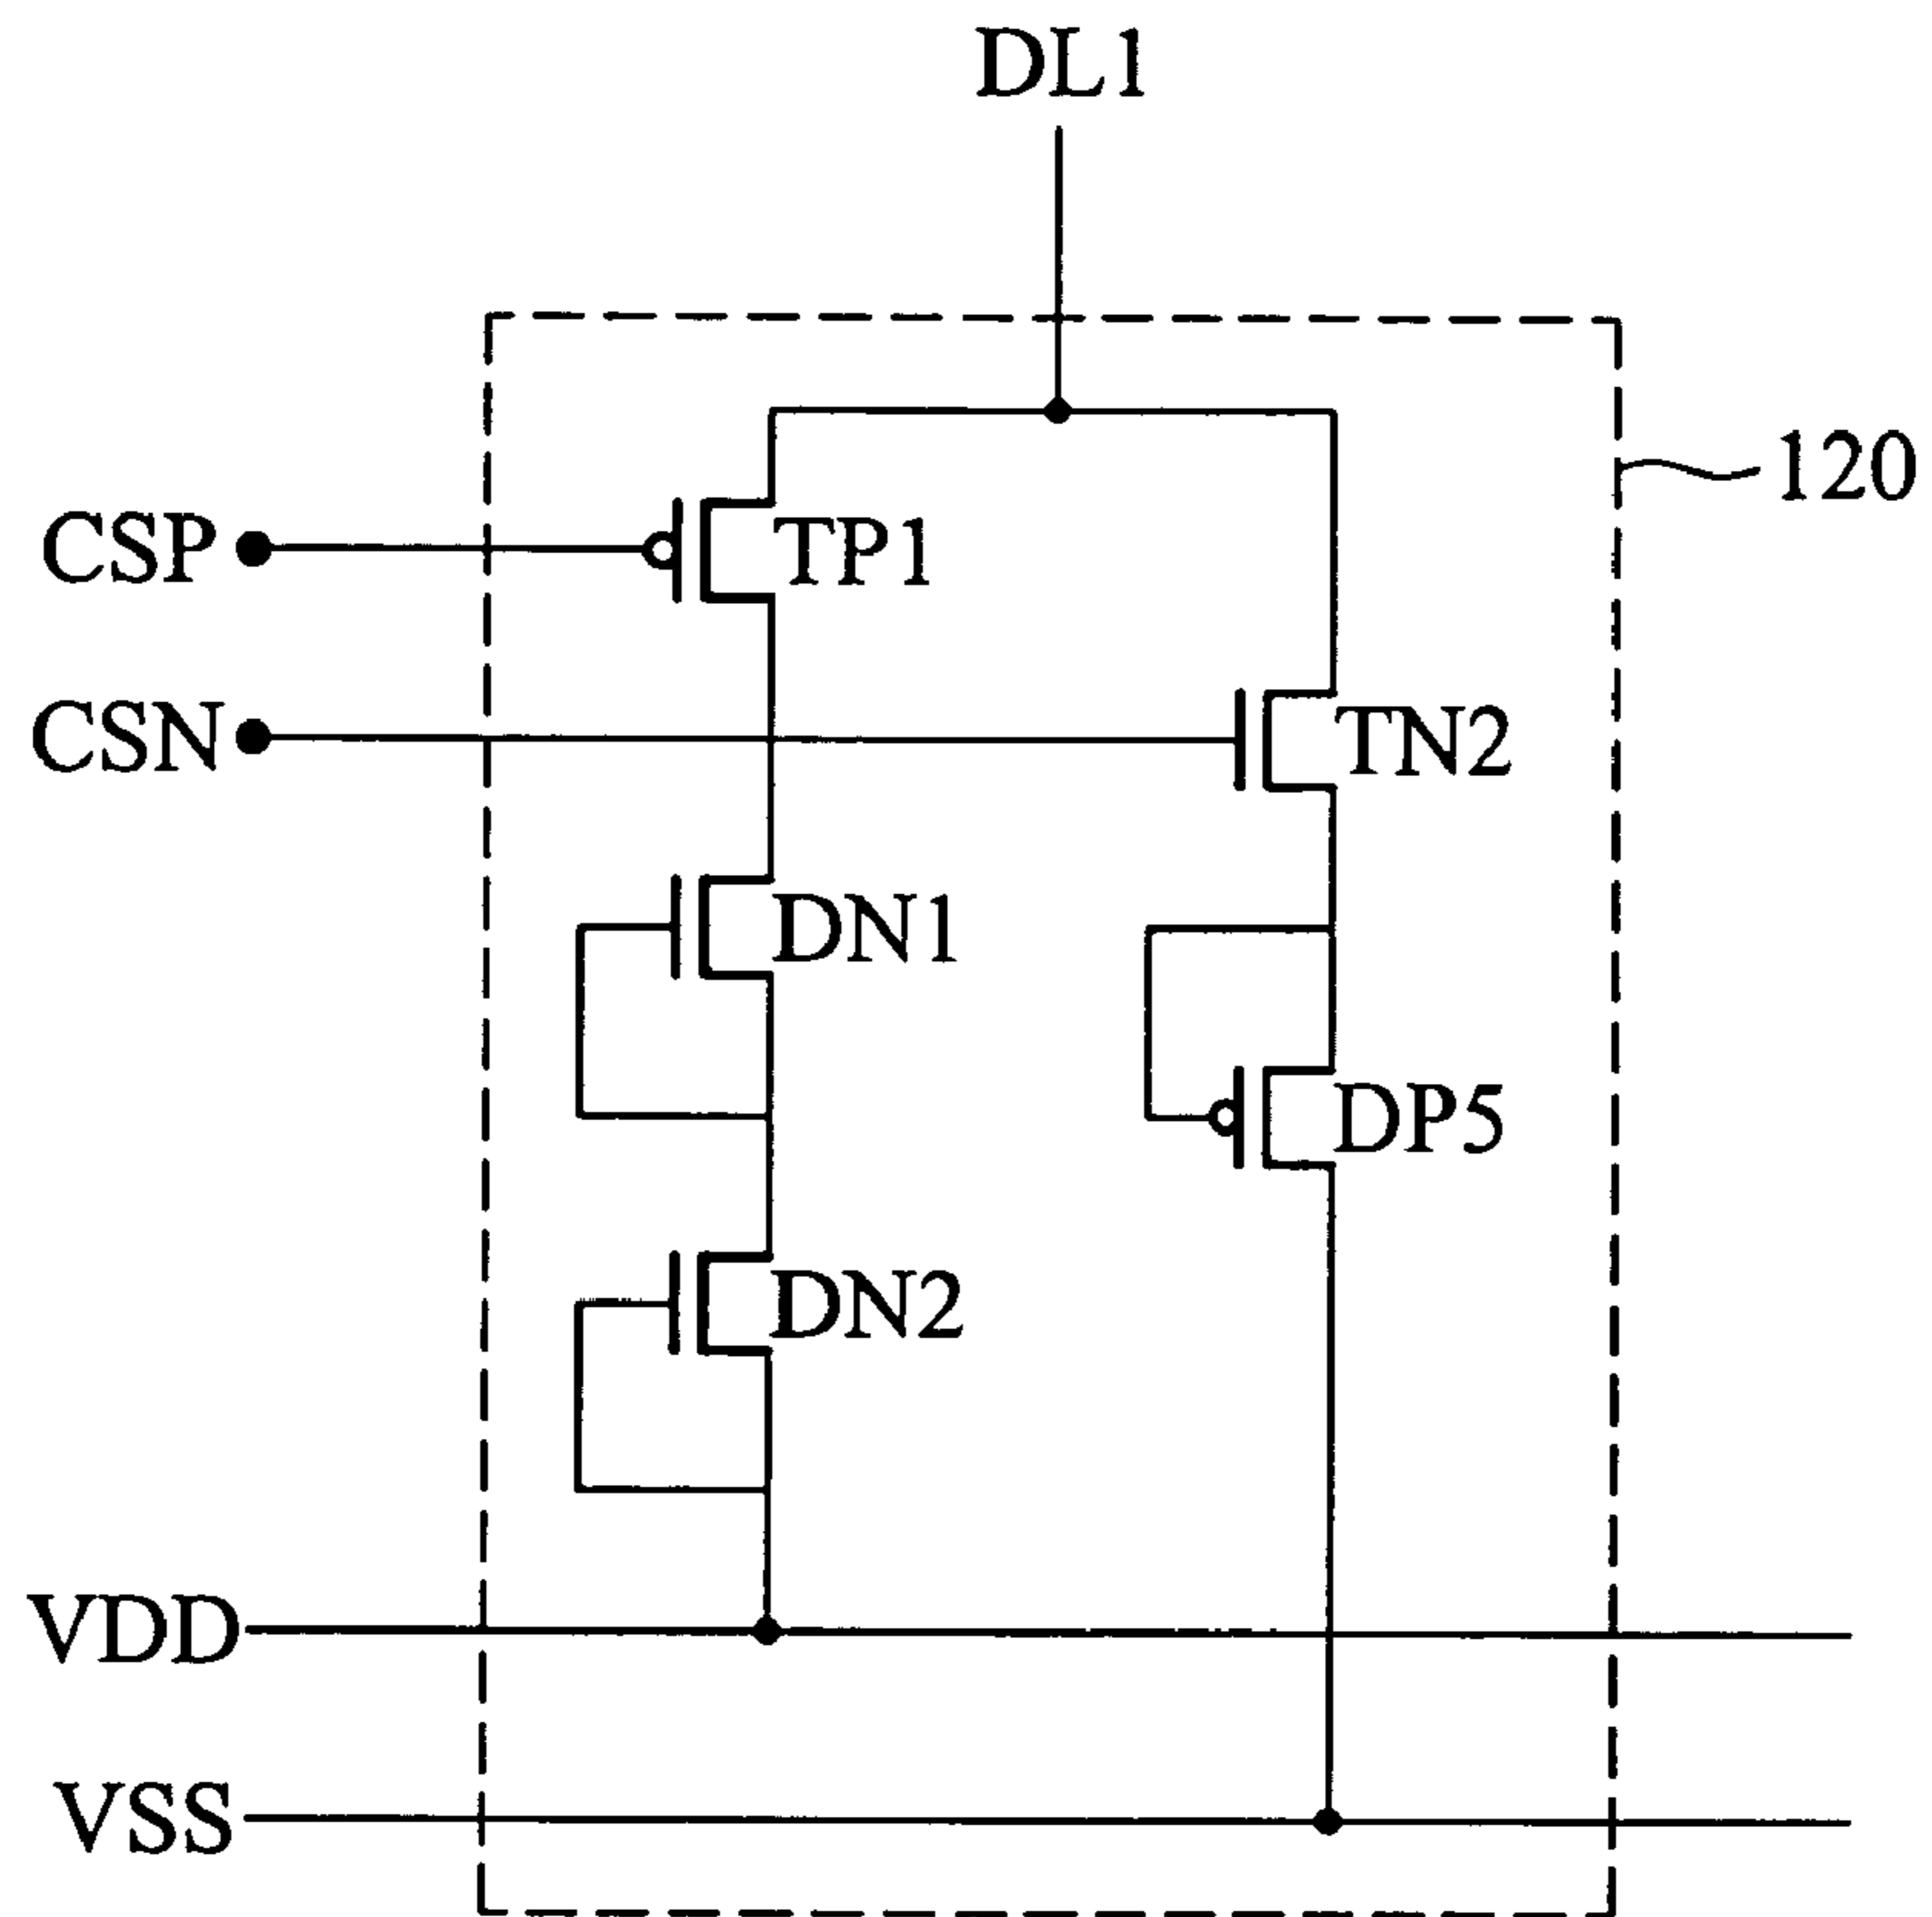 DL1
120
CSP
TP1
CSN
TN2
DN1
DP5
DN2
VDD
VSS